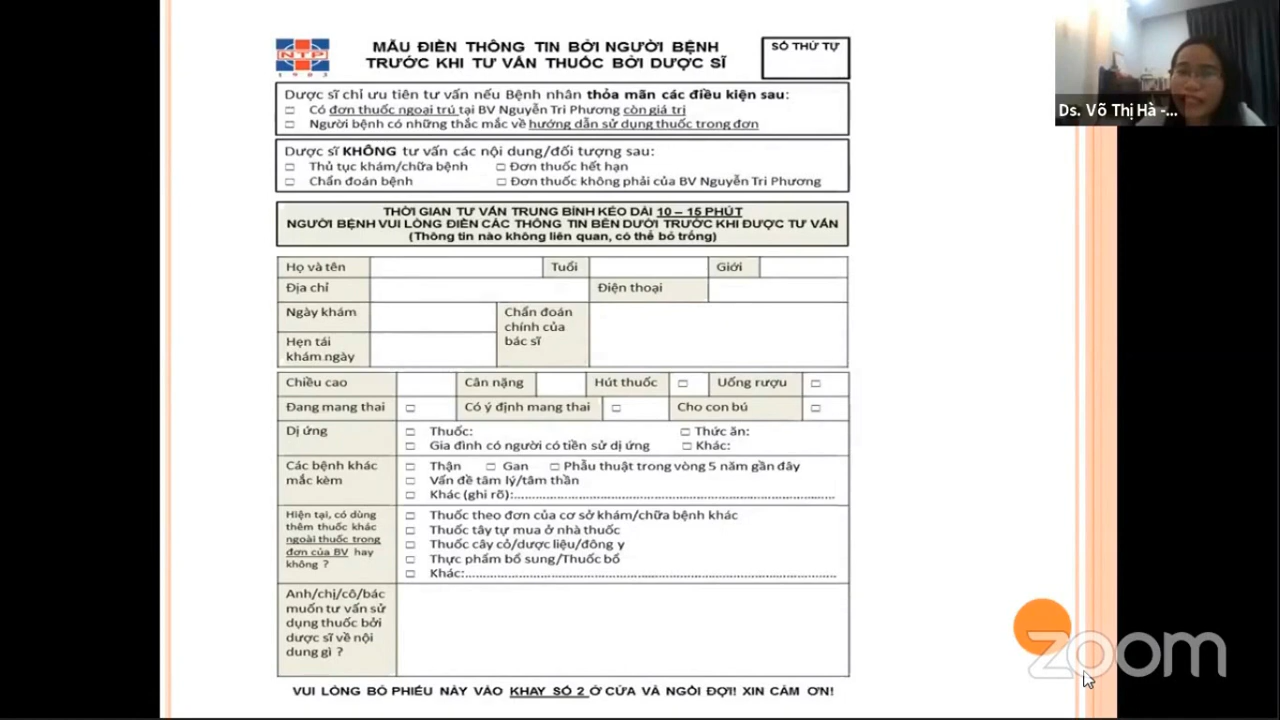 NTP
1903
MẪU ĐIỀN THÔNG TIN BỞI NGƯỜI BỆNH
TRƯỚC KHI TƯ VẤN THUỐC BỞI DƯỢC SĨ
SỐ THỨ TỰ
Dược sĩ chỉ ưu tiên tư vấn nếu Bệnh nhân thỏa mãn các điều kiện sau:
□ Có đơn thuốc ngoại trú tại BV Nguyễn Tri Phương còn giá trị
□ Người bệnh có những thắc mắc về hướng dẫn sử dụng thuốc trong đơn
Dược sĩ KHÔNG tư vấn các nội dung/đối tượng sau:
□ Thủ tục khám/chữa bệnh □ Đơn thuốc hết hạn
□ Chẩn đoán bệnh □ Đơn thuốc không phải của BV Nguyễn Tri Phương
THỜI GIAN TƯ VẤN TRUNG BÌNH KÉO DÀI 10 – 15 PHÚT
NGƯỜI BỆNH VUI LÒNG ĐIỀN CÁC THÔNG TIN BÊN DƯỚI TRƯỚC KHI ĐƯỢC TƯ VẤN
(Thông tin nào không liên quan, có thể bỏ trống)
Họ và tên Tuổi Giới
Địa chỉ Điện thoại
Ngày khám
Chẩn đoán
chính của
bác sĩ
Hẹn tái
khám ngày
Chiều cao Cân nặng Hút thuốc □ Uống rượu □
Đang mang thai □ Có ý định mang thai □ Cho con bú □
Dị ứng
□ Thuốc: □ Thức ăn:
□ Gia đình có người có tiền sử dị ứng □ Khác:
Các bệnh khác
mắc kèm
□ Thận □ Gan □ Phẫu thuật trong vòng 5 năm gần đây
□ Vấn đề tâm lý/tâm thần
□ Khác (ghi rõ):
Hiện tại, có dùng
thêm thuốc khác
ngoài thuốc trong
đơn của BV hay
không ?
□ Thuốc theo đơn của cơ sở khám/chữa bệnh khác
□ Thuốc tây tự mua ở nhà thuốc
□ Thuốc cây cỏ/dược liệu/đông y
□ Thực phẩm bổ sung/Thuốc bổ
□ Khác:
Anh/chị/cô/bác
muốn tư vấn sử
dụng thuốc bởi
dược sĩ về nội
dung gì ?
VUI LÒNG BỎ PHIẾU NÀY VÀO KHAY SỐ 2 Ở CỬA VÀ NGỒI ĐỢI! XIN CẢM ƠN!
Ds. Võ Thị Hà -...
zoom